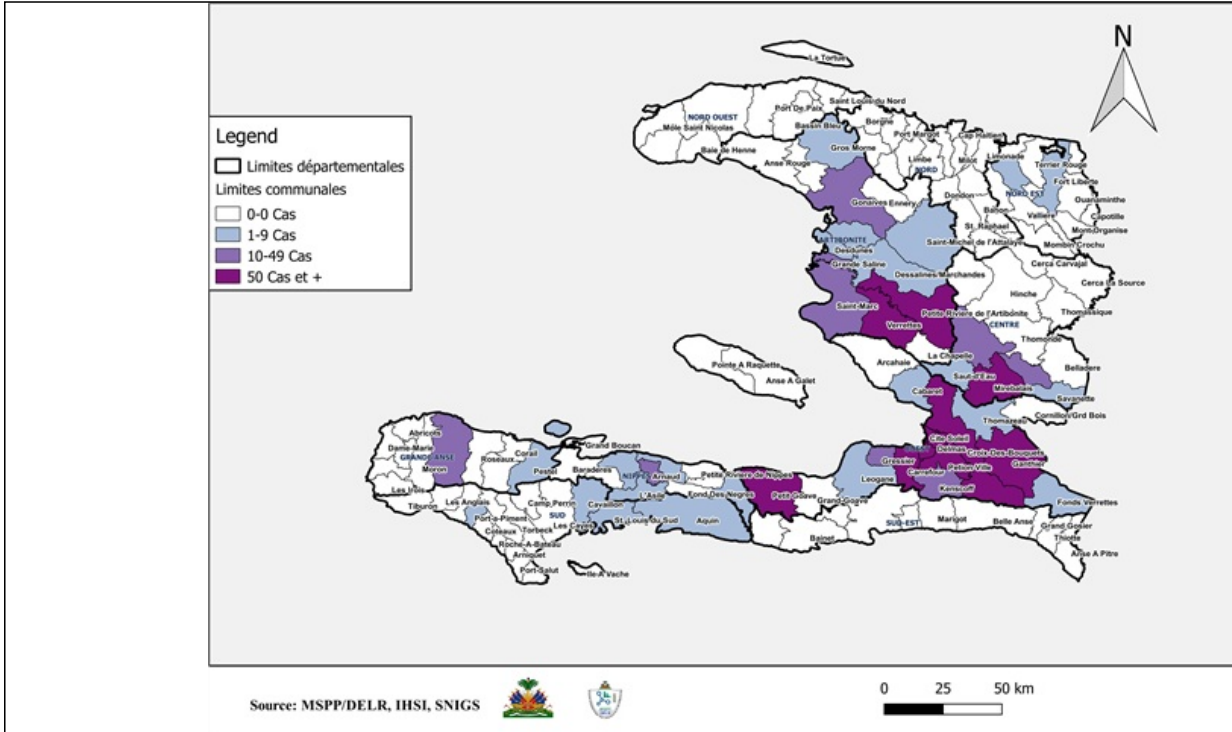 N
La Tortue
Saint Louis du Nord
Port De Paix
NORD OUEST
Bassin Bleu
Borgne
Môle Saint Nicolas
Port Margot
Cap Haitien
Baie de Henne
Gros Morne
Limbe
Milot
Limonade
Anse Rouge
NORD
Terrier Rouge
Fort Liberte
NORD EST
Gonaives
Ennery
Dondon
Ouanaminthe
Bahon
Valliere
Capotille
St. Raphael
Mont-Organise
ARTIBONITE
Saint-Michel de l'Attalaye
Mombin Crochu
Desdunes
Grande Saline
Cerca Carvajal
Dessalines/Marchandes
Cerca La Source
Hinche
Saint-Marc
Petite Rivière de l'Artibonite
Thomassique
Verrettes
CENTRE
Thomonde
La Chapelle
Arcahaie
Belladere
Pointe A Raquette
Saut-d'Eau
Anse A Galet
Mirebalais
Cabaret
Savanette
Cornillon/Grd Bois
Thomazeau
Legend
Limites départementales
Limites communales
0-0 Cas
1-9 Cas
10-49 Cas
50 Cas et +
Abricots
Cite Soleil
Grand Boucan
Delmas
Croix-Des-Bouquets
Dame-Marie
Corail
GRANDE ANSE
Roseaux
Gressier
Ganthier
Moron
Pestel
Baraderes
Petite Riviere de Nippes
Carrefour
Petion Ville
Arnaud
Leogane
Kenscoff
Les Irois
L'Asile
Fond Des Negres
Petit Goave
Grand Goave
Fonds Verrettes
Tiburon
Les Anglais
Camp Perrin
Cavaillon
SUD
Port-a-Piment
Les Cayes
St. Louis du Sud
Aquin
SUD-EST
Marigot
Belle Anse
Grand Gosier
Coteaux
Torbeck
Bainet
Thiotte
Roche-A-Bateau
Arniquet
Anse A Pitre
Port-Salut
Ile-A Vache
Source: MSPP/DELR, IHSI, SNIGS
0 25 50 km